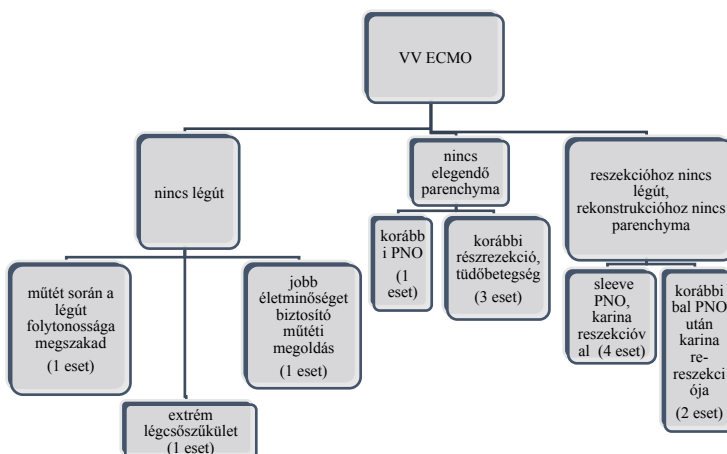 VV ECMO
nincs légút
nincs
elegendő
parenchyma
reszekcióhoz nincs
légút,
rekonstrukcióhoz nincs
parenchyma
műtét során a
légút
folytonossága
megszakad
(1 eset)
extrém
légcsőszűkület
(1 eset)
jobb
életminőséget
biztosító
műtéti
megoldás
(1 eset)
korább
i PNO
(1
eset)
korábbi
részrezekció,
tüdőbetegség
(3 eset)
sleeve
PNO,
karina
reszekcióv
al (4 eset)
korábbi
bal PNO
után
karina
re-
reszekci
ója
(2 eset)